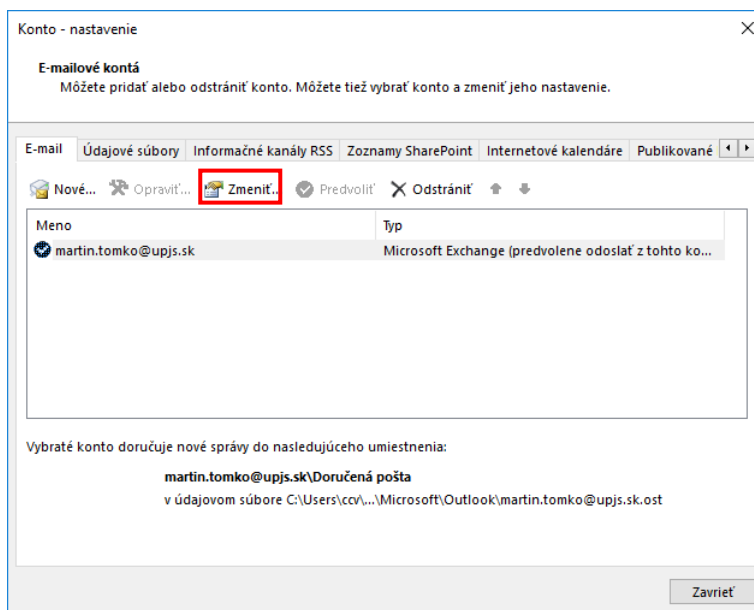 Konto - nastavenie
E-mailové kontá
Môžete pridať alebo odstrániť konto. Môžete tiež vybrať konto a zmeniť jeho nastavenie.
E-mail Údajové súbory Informačné kanály RSS Zoznamy SharePoint Internetové kalendáre Publikované
Nové... Opraviť... Zmeniť... Predvoliť Odstrániť
Meno Typ
martin.tomko@upjs.sk Microsoft Exchange (predvolene odoslať z tohto ko...
Vybraté konto doručuje nové správy do nasledujúceho umiestnenia:
martin.tomko@upjs.sk\Doručená pošta
v údajovom súbore C:\Users\ccv\...\Microsoft\Outlook\martin.tomko@upjs.sk.ost
Zavrieť